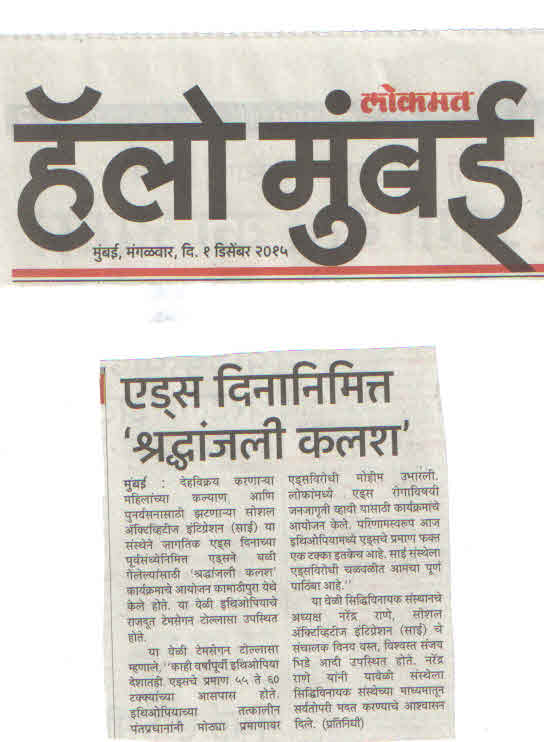 लोकमत
हॅलो मुंबई
मुंबई, मंगळवार, दि. १ डिसेंबर २०१५
एड्स दिनानिमित्त
'श्रद्धांजली कलश'
मुंबई : देहविक्रय करणाऱ्या
महिलांच्या कल्याण आणि
पुनर्वसनासाठी झटणाऱ्या सोशल
ॲक्टिव्हिटीज इंटिग्रेशन (साई) या
संस्थेने जागतिक एड्स दिनाच्या
पूर्वसंध्येनिमित्त एड्सने बळी
गेलेल्यांसाठी 'श्रद्धांजली कलश'
कार्यक्रमाचे आयोजन कामाठीपुरा येथे
केले होते. या वेळी इथिओपियाचे
राजदूत टेमसेगन टोल्लासा उपस्थित
होते.
या वेळी टेमसेगन टोल्लासा
म्हणाले, ''काही वर्षांपूर्वी इथिओपिया
देशातही एड्सचे प्रमाण ५५ ते ६०
टक्क्यांच्या आसपास होते.
इथिओपियाच्या तत्कालीन
पंतप्रधानांनी मोठ्या प्रमाणावर
एड्सविरोधी मोहीम उभारली.
लोकांमध्ये एड्स रोगाविषयी
जनजागृती व्हावी यासाठी कार्यक्रमांचे
आयोजन केले. परिणामस्वरूप आज
इथिओपियामध्ये एड्सचे प्रमाण फक्त
एक टक्का इतकेच आहे. साई संस्थेला
एड्सविरोधी चळवळीत आमचा पूर्ण
पाठिंबा आहे.''
या वेळी सिद्धिविनायक संस्थानचे
अध्यक्ष नरेंद्र राणे, सोशल
ॲक्टिव्हिटीज इंटिग्रेशन (साई) चे
संचालक विनय वस्त, विश्वस्त संजय
भिडे आदी उपस्थित होते. नरेंद्र
राणे यांनी यावेळी संस्थेला
सिद्धिविनायक संस्थेच्या माध्यमातून
सर्वतोपरी मदत करण्याचे आश्वासन
दिले. (प्रतिनिधी)